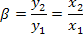 β = y₂/y₁ = x₂/x₁